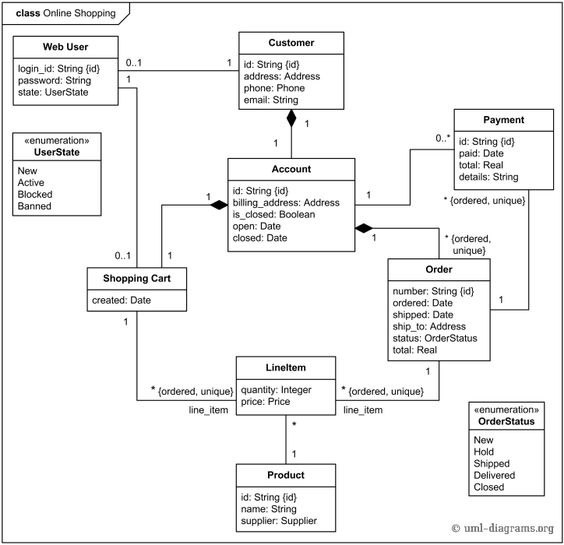 class Online Shopping
Web User
login_id: String {id}
password: String
state: UserState
0..1
1
Customer
id: String {id}
address: Address
phone: Phone
email: String
1
1
1
«enumeration»
UserState
New
Active
Blocked
Banned
Account
id: String {id}
billing_address: Address
is_closed: Boolean
open: Date
closed: Date
1
0..*
Payment
id: String {id}
paid: Date
total: Real
details: String
* {ordered, unique}
1
1
1
* {ordered,
unique}
0..1
1
Shopping Cart
created: Date
1
Order
number: String {id}
ordered: Date
shipped: Date
ship_to: Address
status: OrderStatus
total: Real
1
1
* {ordered, unique}
line_item
LineItem
quantity: Integer
price: Price
* {ordered, unique}
line_item
*
1
Product
id: String {id}
name: String
supplier: Supplier
«enumeration»
OrderStatus
New
Hold
Shipped
Delivered
Closed
© uml-diagrams.org